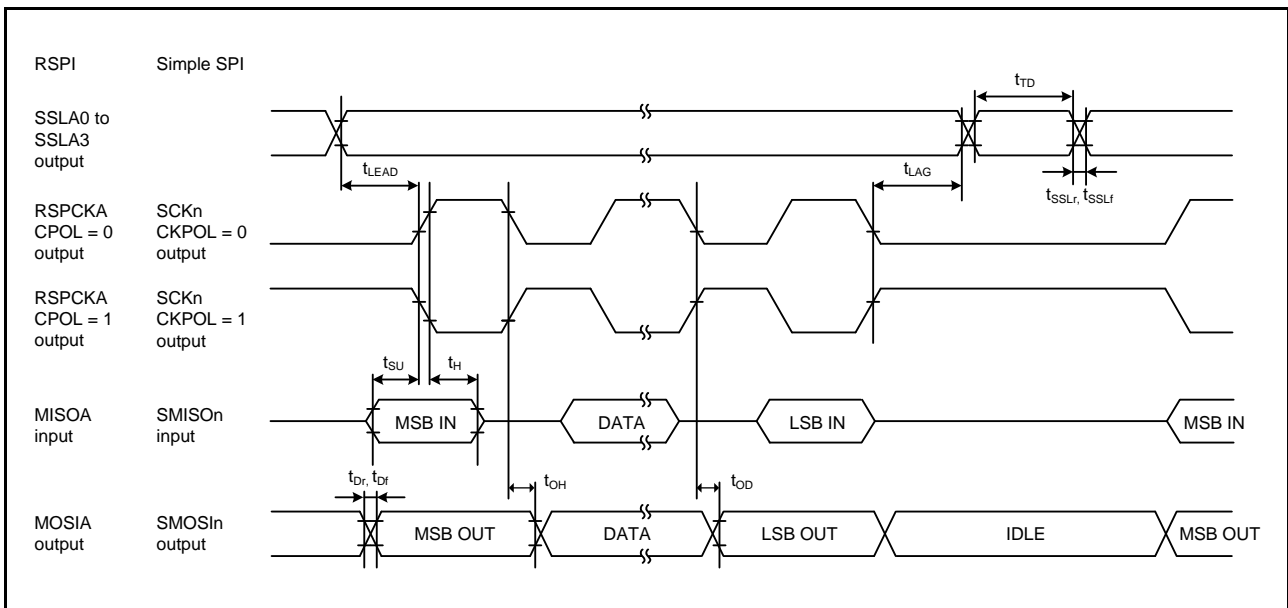 RSPI Simple SPI
SSLA0 to
SSLA3
output
tTD
tLEAD
tLAG
tSSLr, tSSLf
RSPCKA SCKn
CPOL = 0 CKPOL = 0
output output
RSPCKA SCKn
CPOL = 1 CKPOL = 1
output output
tSU tH
MISOA SMISOn
input input
MSB IN DATA LSB IN MSB IN
tDr, tDf tOH tOD
MOSIA SMOSIn
output output
MSB OUT DATA LSB OUT IDLE MSB OUT